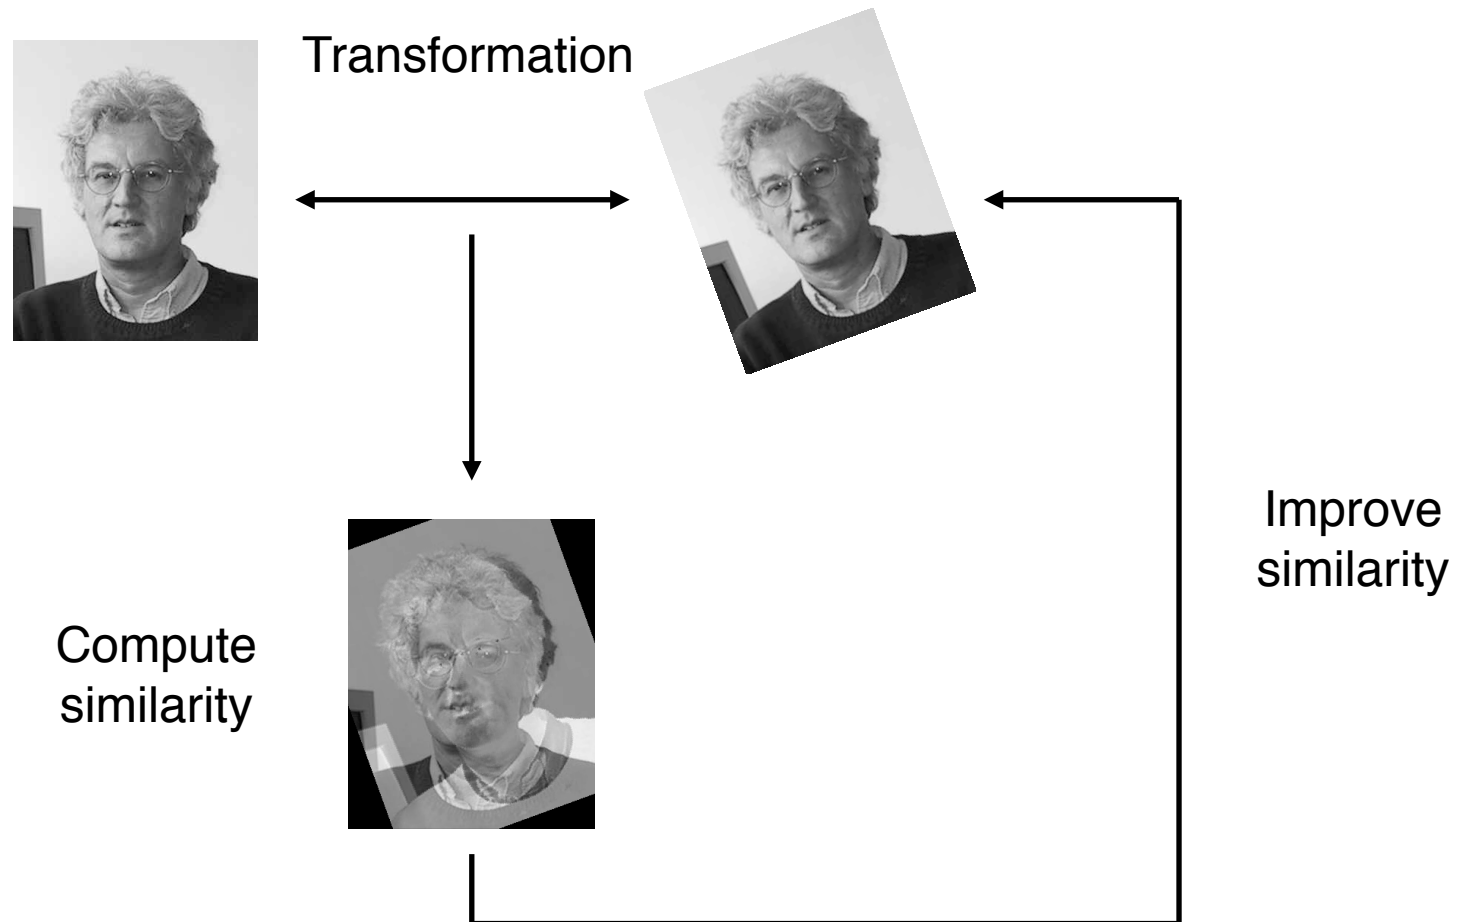 Transformation
Improve
similarity
Compute
similarity